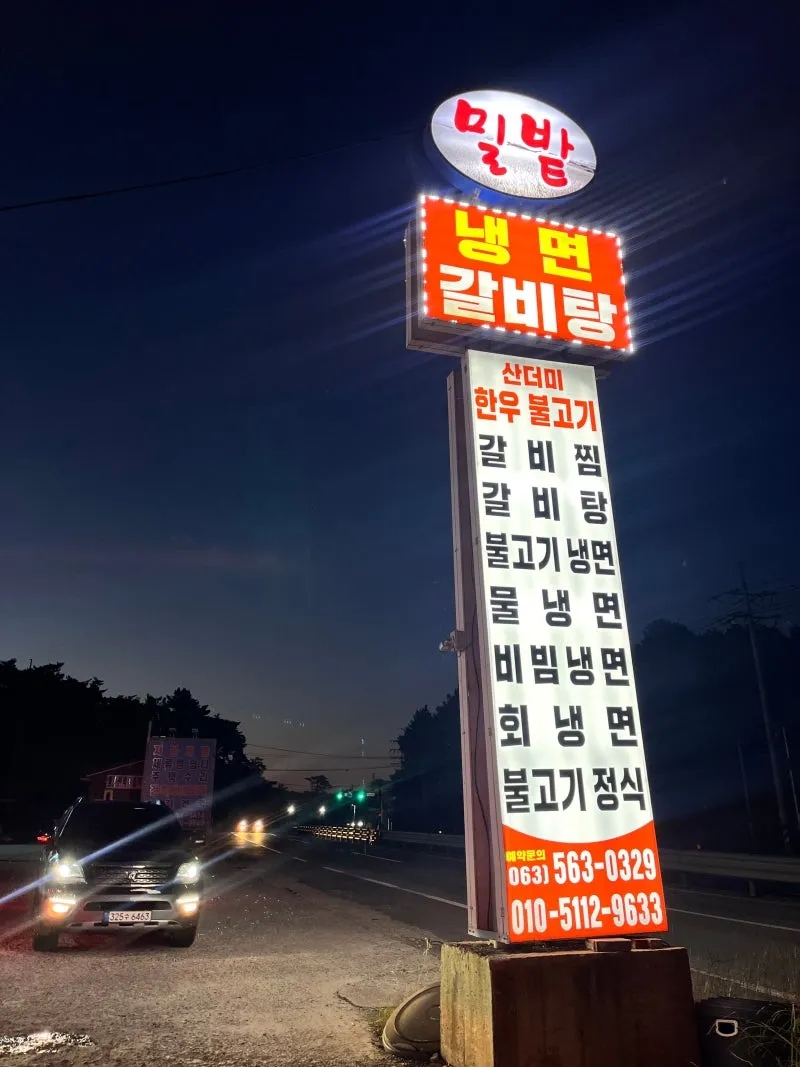 밀밭
냉면
갈비탕
산더미
한우 불고기
갈비찜
갈비탕
불고기 냉면
물냉면
비빔냉면
회냉면
불고기 정식
예약문의
063) 563-0329
010-5112-9633